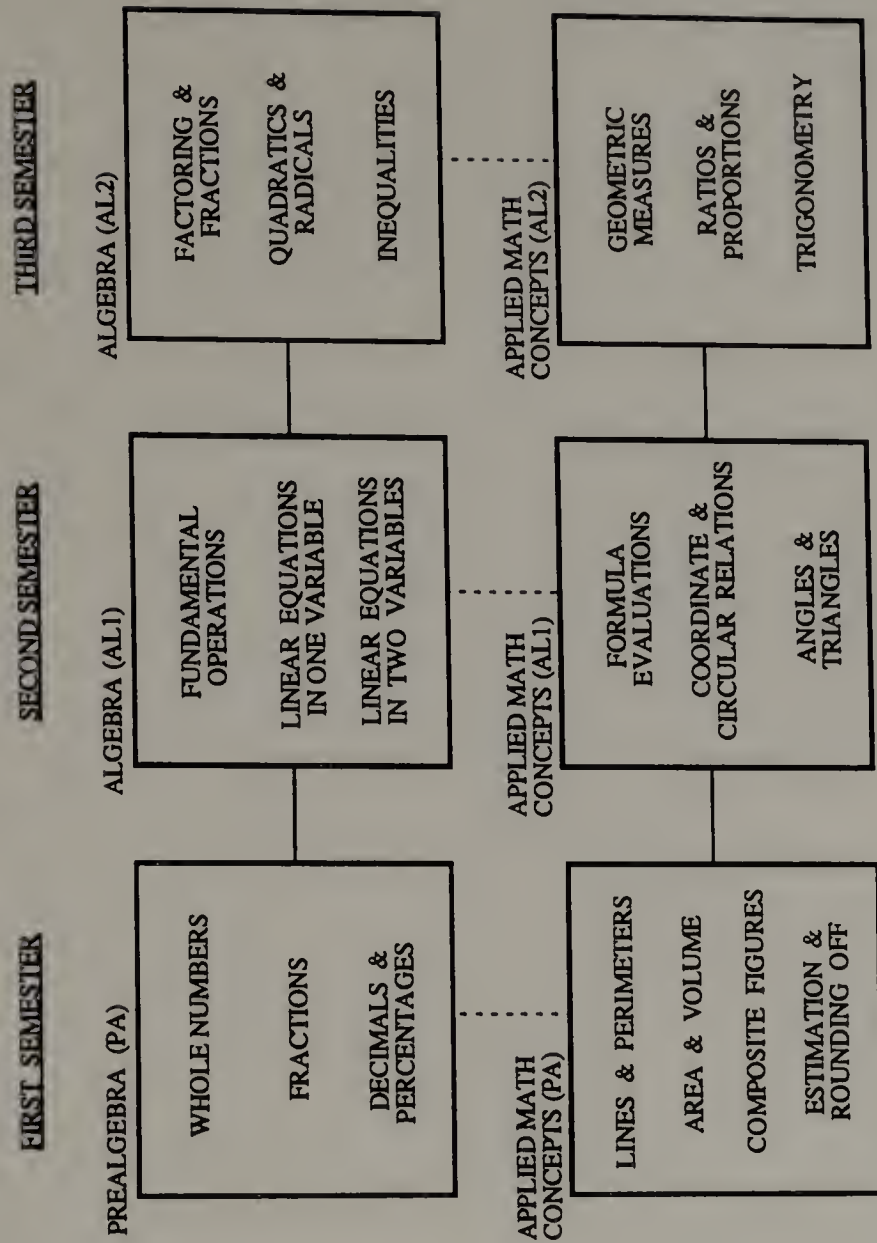 FIRST SEMESTER
SECOND SEMESTER
THIRD SEMESTER
PREALGEBRA (PA)
WHOLE NUMBERS
FRACTIONS
DECIMALS &
PERCENTAGES
ALGEBRA (AL1)
FUNDAMENTAL
OPERATIONS
LINEAR EQUATIONS
IN ONE VARIABLE
LINEAR EQUATIONS
IN TWO VARIABLES
ALGEBRA (AL2)
FACTORING &
FRACTIONS
QUADRATICS &
RADICALS
INEQUALITIES
APPLIED MATH
CONCEPTS (PA)
LINES & PERIMETERS
AREA & VOLUME
COMPOSITE FIGURES
ESTIMATION &
ROUNDING OFF
APPLIED MATH
CONCEPTS (AL1)
FORMULA
EVALUATIONS
COORDINATE &
CIRCULAR RELATIONS
ANGLES &
TRIANGLES
APPLIED MATH
CONCEPTS (AL2)
GEOMETRIC
MEASURES
RATIOS &
PROPORTIONS
TRIGONOMETRY